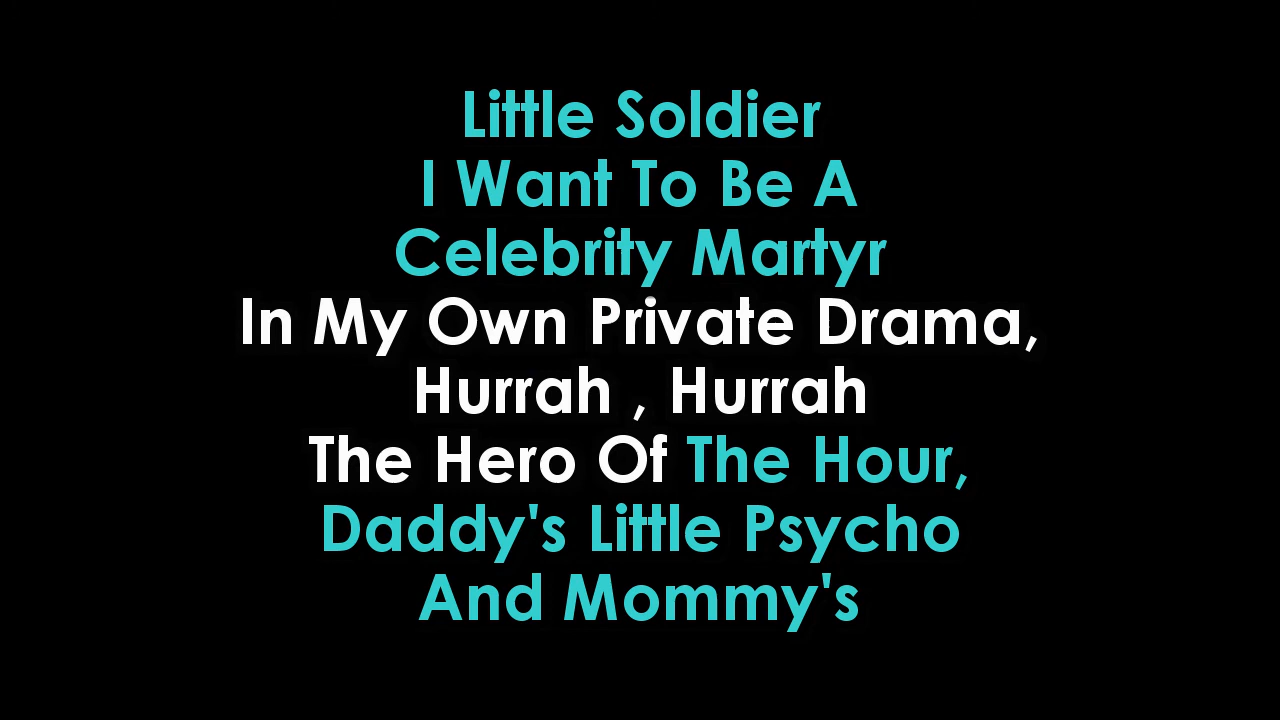 Little Soldier
I Want To Be A
Celebrity Martyr
In My Own Private Drama,
Hurrah , Hurrah
The Hero Of The Hour,
Daddy's Little Psycho
And Mommy's